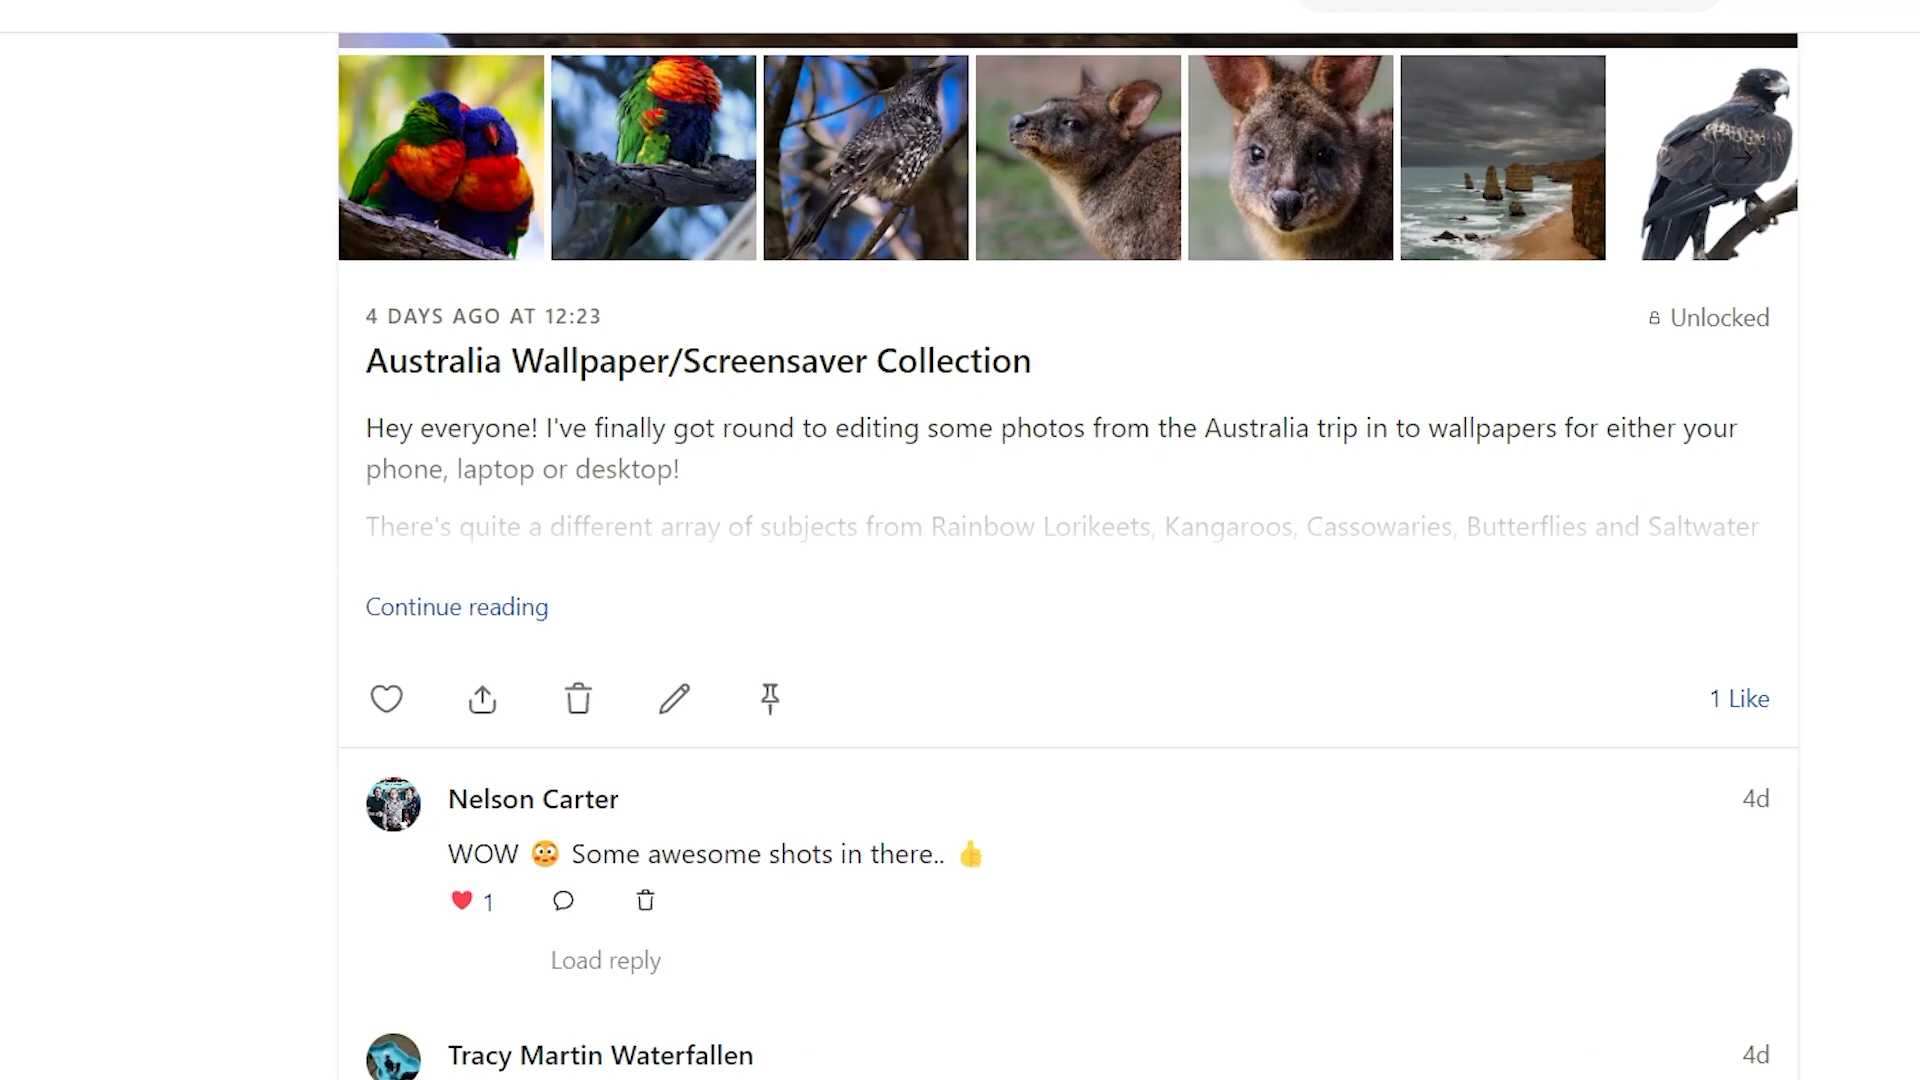 4 DAYS AGO AT 12:23
Unlocked
Australia Wallpaper/Screensaver Collection
Hey everyone! I've finally got round to editing some photos from the Australia trip in to wallpapers for either your
phone, laptop or desktop!
There's quite a different array of subjects from Rainbow Lorikeets, Kangaroos, Cassowaries, Butterflies and Saltwater
Continue reading
1 Like
Nelson Carter
4d
WOW 😳 Some awesome shots in there.. 👍
1
Load reply
Tracy Martin Waterfallen
4d